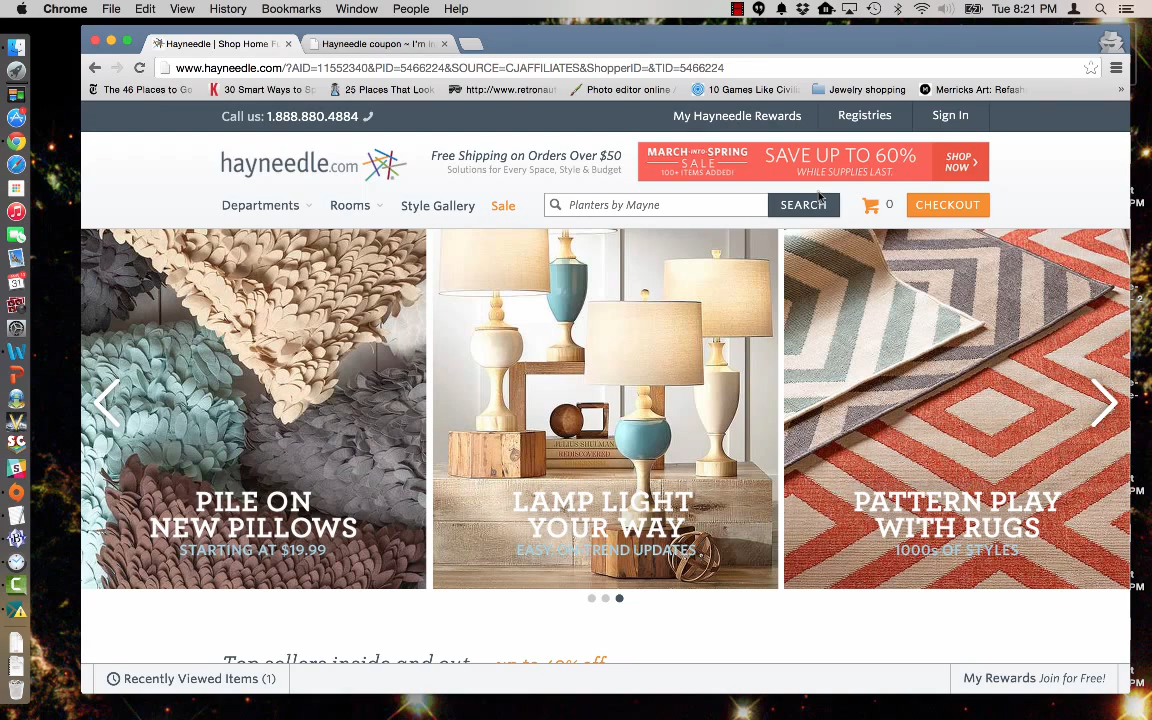 Chrome File Edit View History Bookmarks Window People Help Tue 8:21 PM
Hayneedle | Shop Home Fu Hayneedle coupon ~ I'm in
www.hayneedle.com/?AID=11552340&PID=5466224&SOURCE=CJAFFILIATES&ShopperID=&TID=5466224
The 46 Places to Go 30 Smart Ways to Sp 25 Places That Look http://www.retronaut Photo editor online 10 Games Like Civili Jewelry shopping Merricks Art: Refash »
Call us: 1.888.880.4884 My Hayneedle Rewards Registries Sign In
hayneedle.com
Free Shipping on Orders Over $50
Solutions for Every Space, Style & Budget
MARCH INTO SPRING
SALE
100+ ITEMS ADDED!
SAVE UP TO 60%
WHILE SUPPLIES LAST.
SHOP
NOW
Departments Rooms Style Gallery Sale Planters by Mayne SEARCH 0 CHECKOUT
JULIUS SHULMAN
REDISCOVERED
PILE ON
NEW PILLOWS
STARTING AT $19.99
LAMP LIGHT
YOUR WAY
EASY ON-TREND UPDATES
PATTERN PLAY
WITH RUGS
1000s OF STYLES
Top sellers inside and out up to 40% off
Recently Viewed Items (1) My Rewards Join for Free!